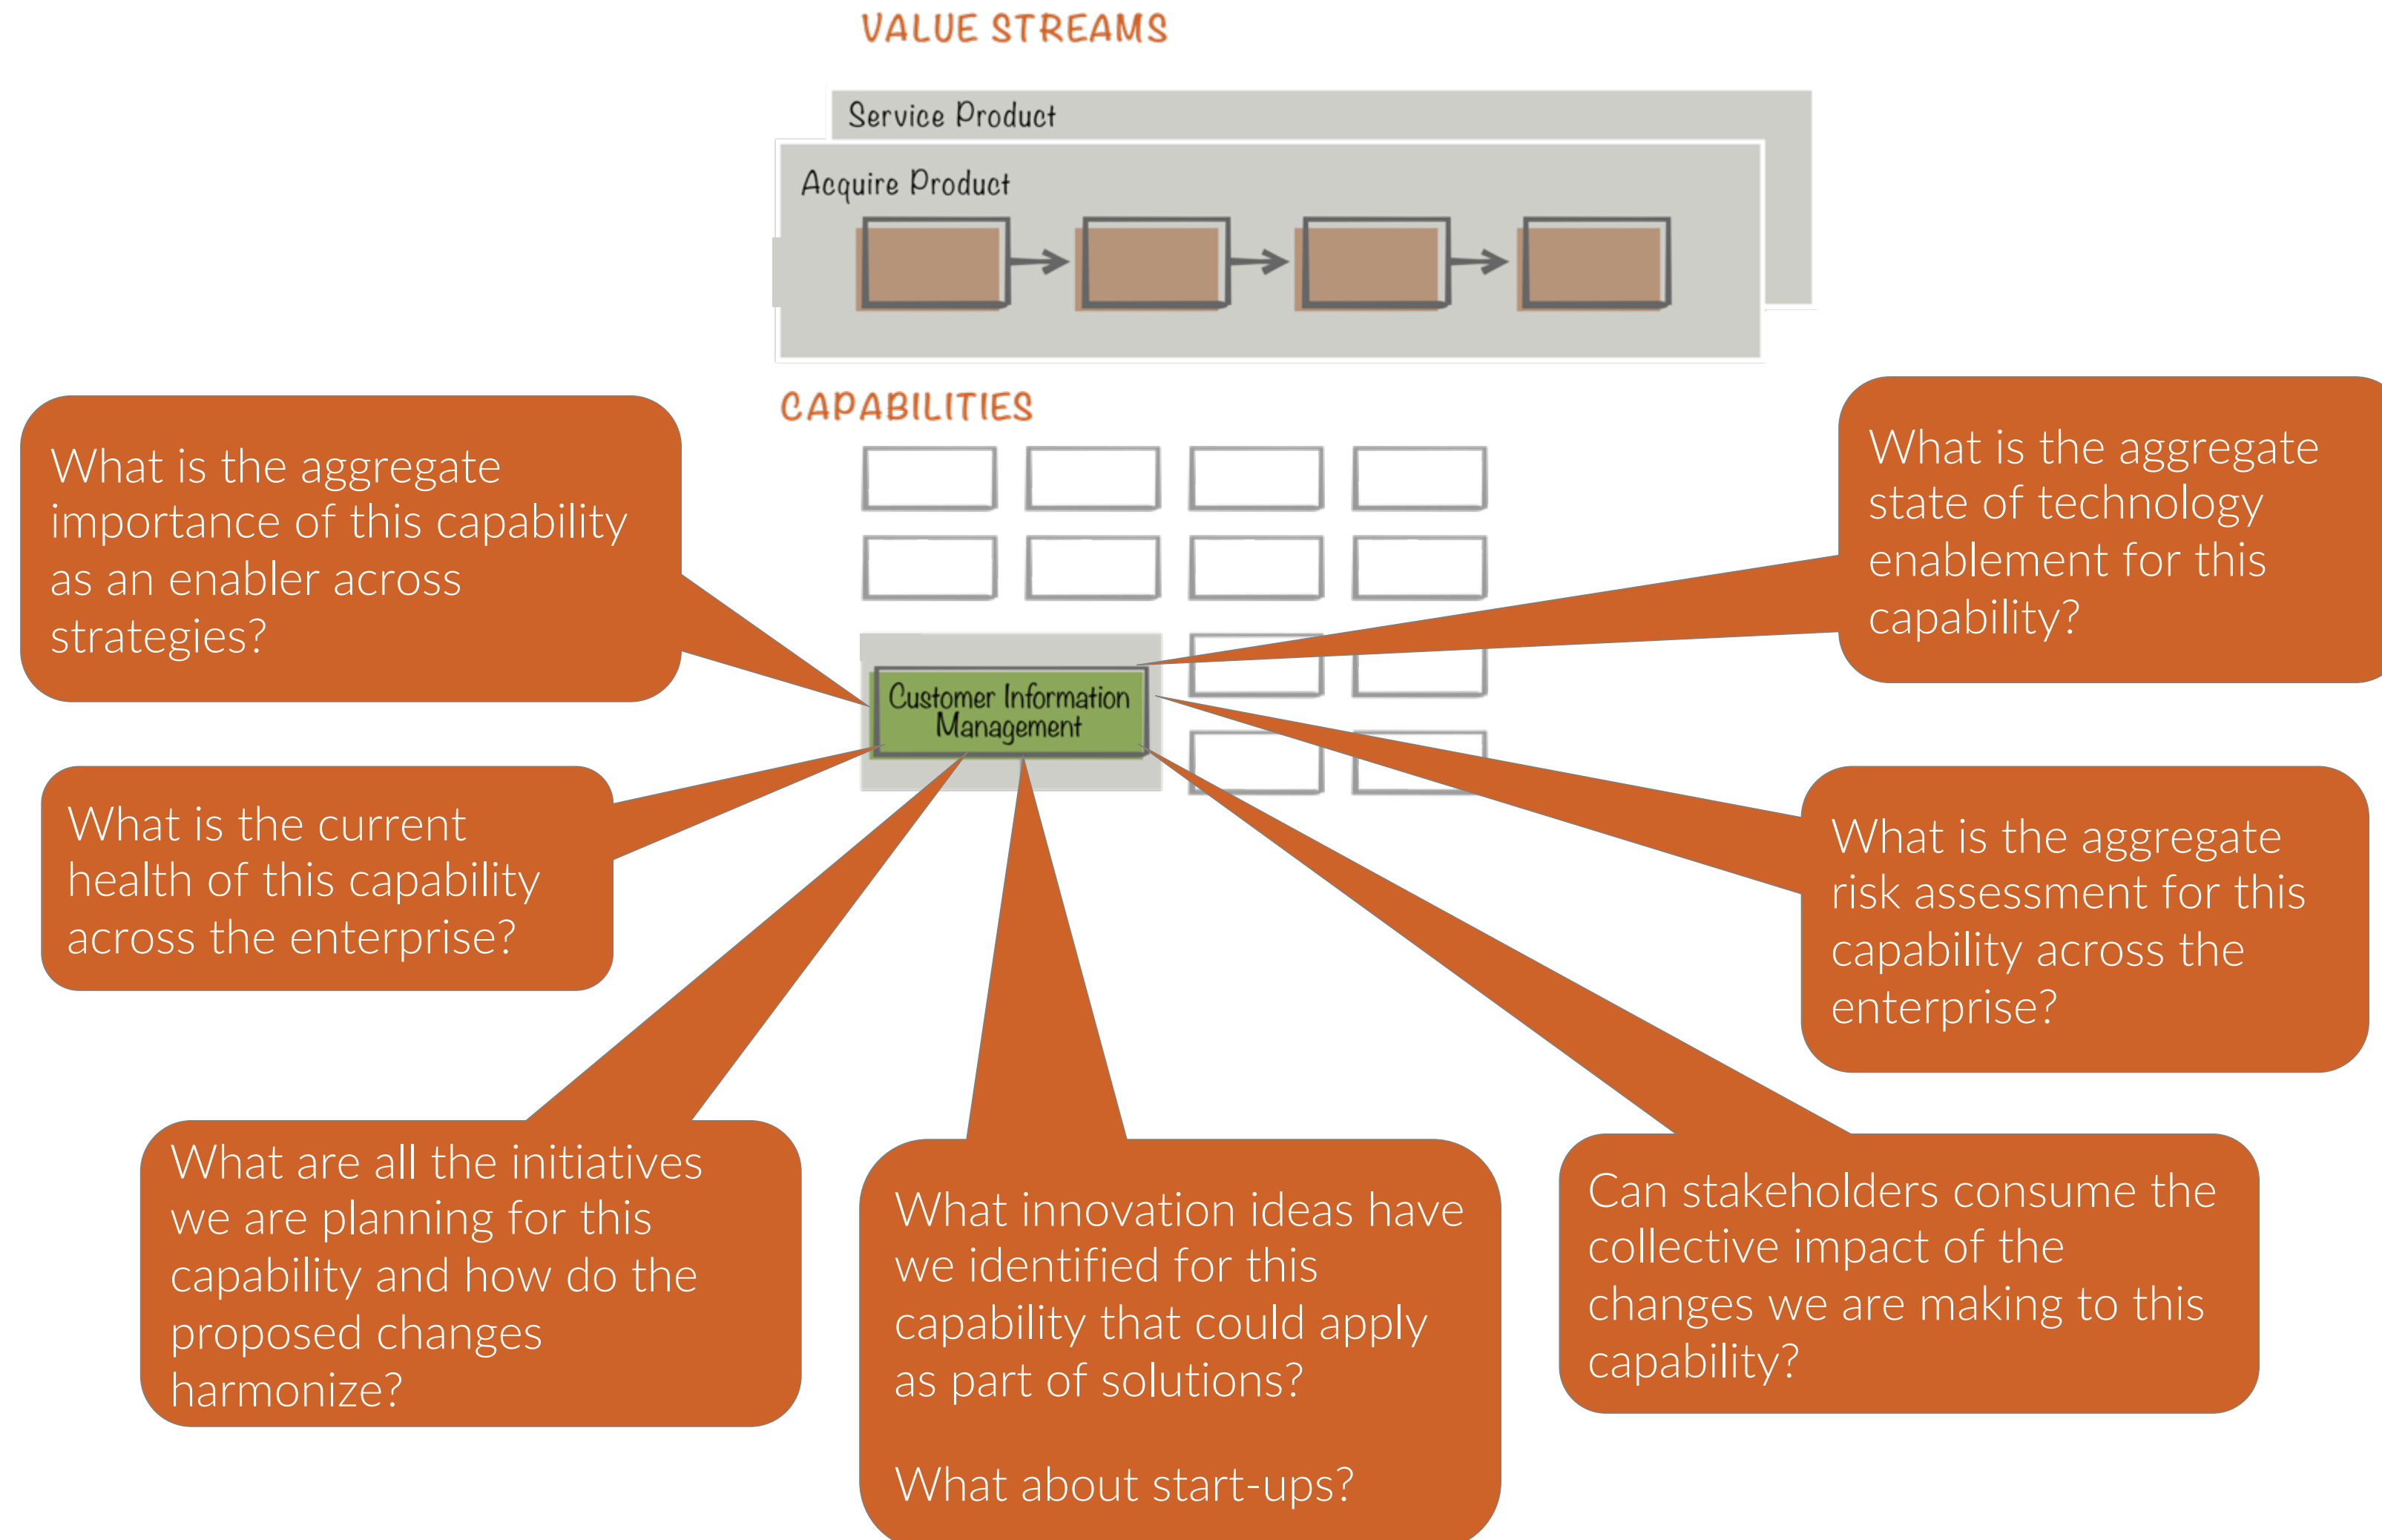 VALUE STREAMS
Service Product
Acquire Product
CAPABILITIES
What is the aggregate
importance of this capability
as an enabler across
strategies?
What is the aggregate
state of technology
enablement for this
capability?
Customer Information
Management
What is the current
health of this capability
across the enterprise?
What is the aggregate
risk assessment for this
capability across the
enterprise?
What are all the initiatives
we are planning for this
capability and how do the
proposed changes
harmonize?
What innovation ideas have
we identified for this
capability that could apply
as part of solutions?
What about start-ups?
Can stakeholders consume the
collective impact of the
changes we are making to this
capability?